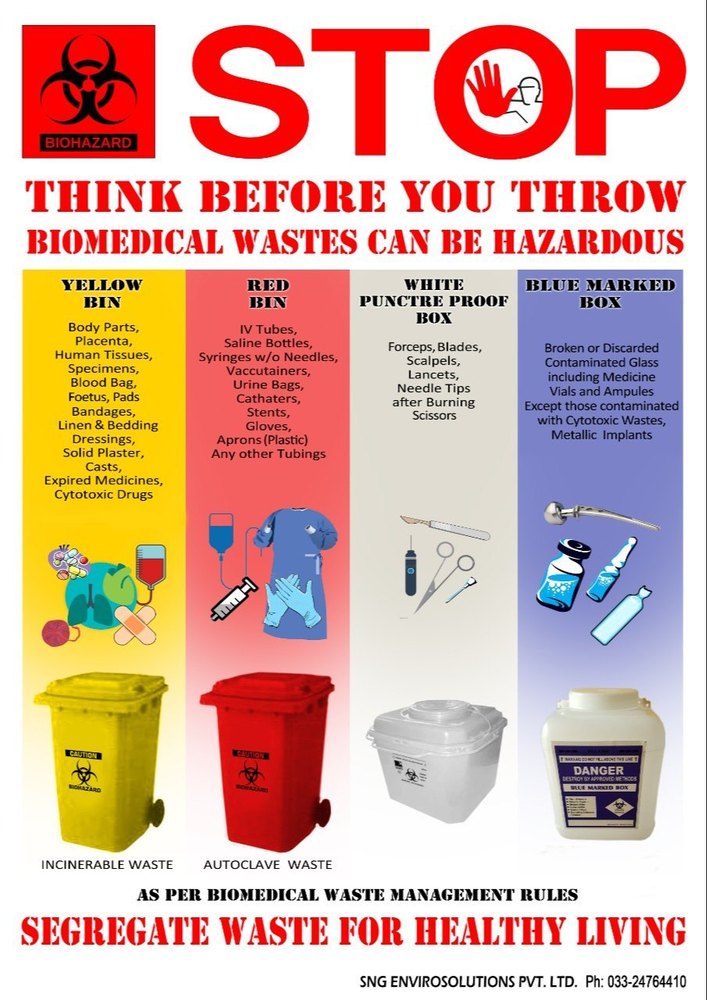 BIOHAZARD
STOP
THINK BEFORE YOU THROW
BIOMEDICAL WASTES CAN BE HAZARDOUS
YELLOW
BIN
Body Parts,
Placenta,
Human Tissues,
Specimens,
Blood Bag,
Foetus, Pads
Bandages,
Linen & Bedding
Dressings,
Solid Plaster,
Casts,
Expired Medicines,
Cytotoxic Drugs
RED
BIN
IV Tubes,
Saline Bottles,
Syringes w/o Needles,
Vaccutainers,
Urine Bags,
Cathaters,
Stents,
Gloves,
Aprons (Plastic)
Any other Tubings
WHITE
PUNCTRE PROOF
BOX
Forceps, Blades,
Scalpels,
Lancets,
Needle Tips
after Burning
Scissors
BLUE MARKED
BOX
Broken or Discarded
Contaminated Glass
including Medicine
Vials and Ampules
Except those contaminated
with Cytotoxic Wastes,
Metallic Implants
CAUTION
BIOHAZARD
INCINERABLE WASTE
CAUTION
BIOHAZARD
AUTOCLAVE WASTE
DANGER
DESTROY BY APPROVED METHODS
BLUE MARKED BOX
AS PER BIOMEDICAL WASTE MANAGEMENT RULES
SEGREGATE WASTE FOR HEALTHY LIVING
SNG ENVIROSOLUTIONS PVT. LTD. Ph: 033-24764410